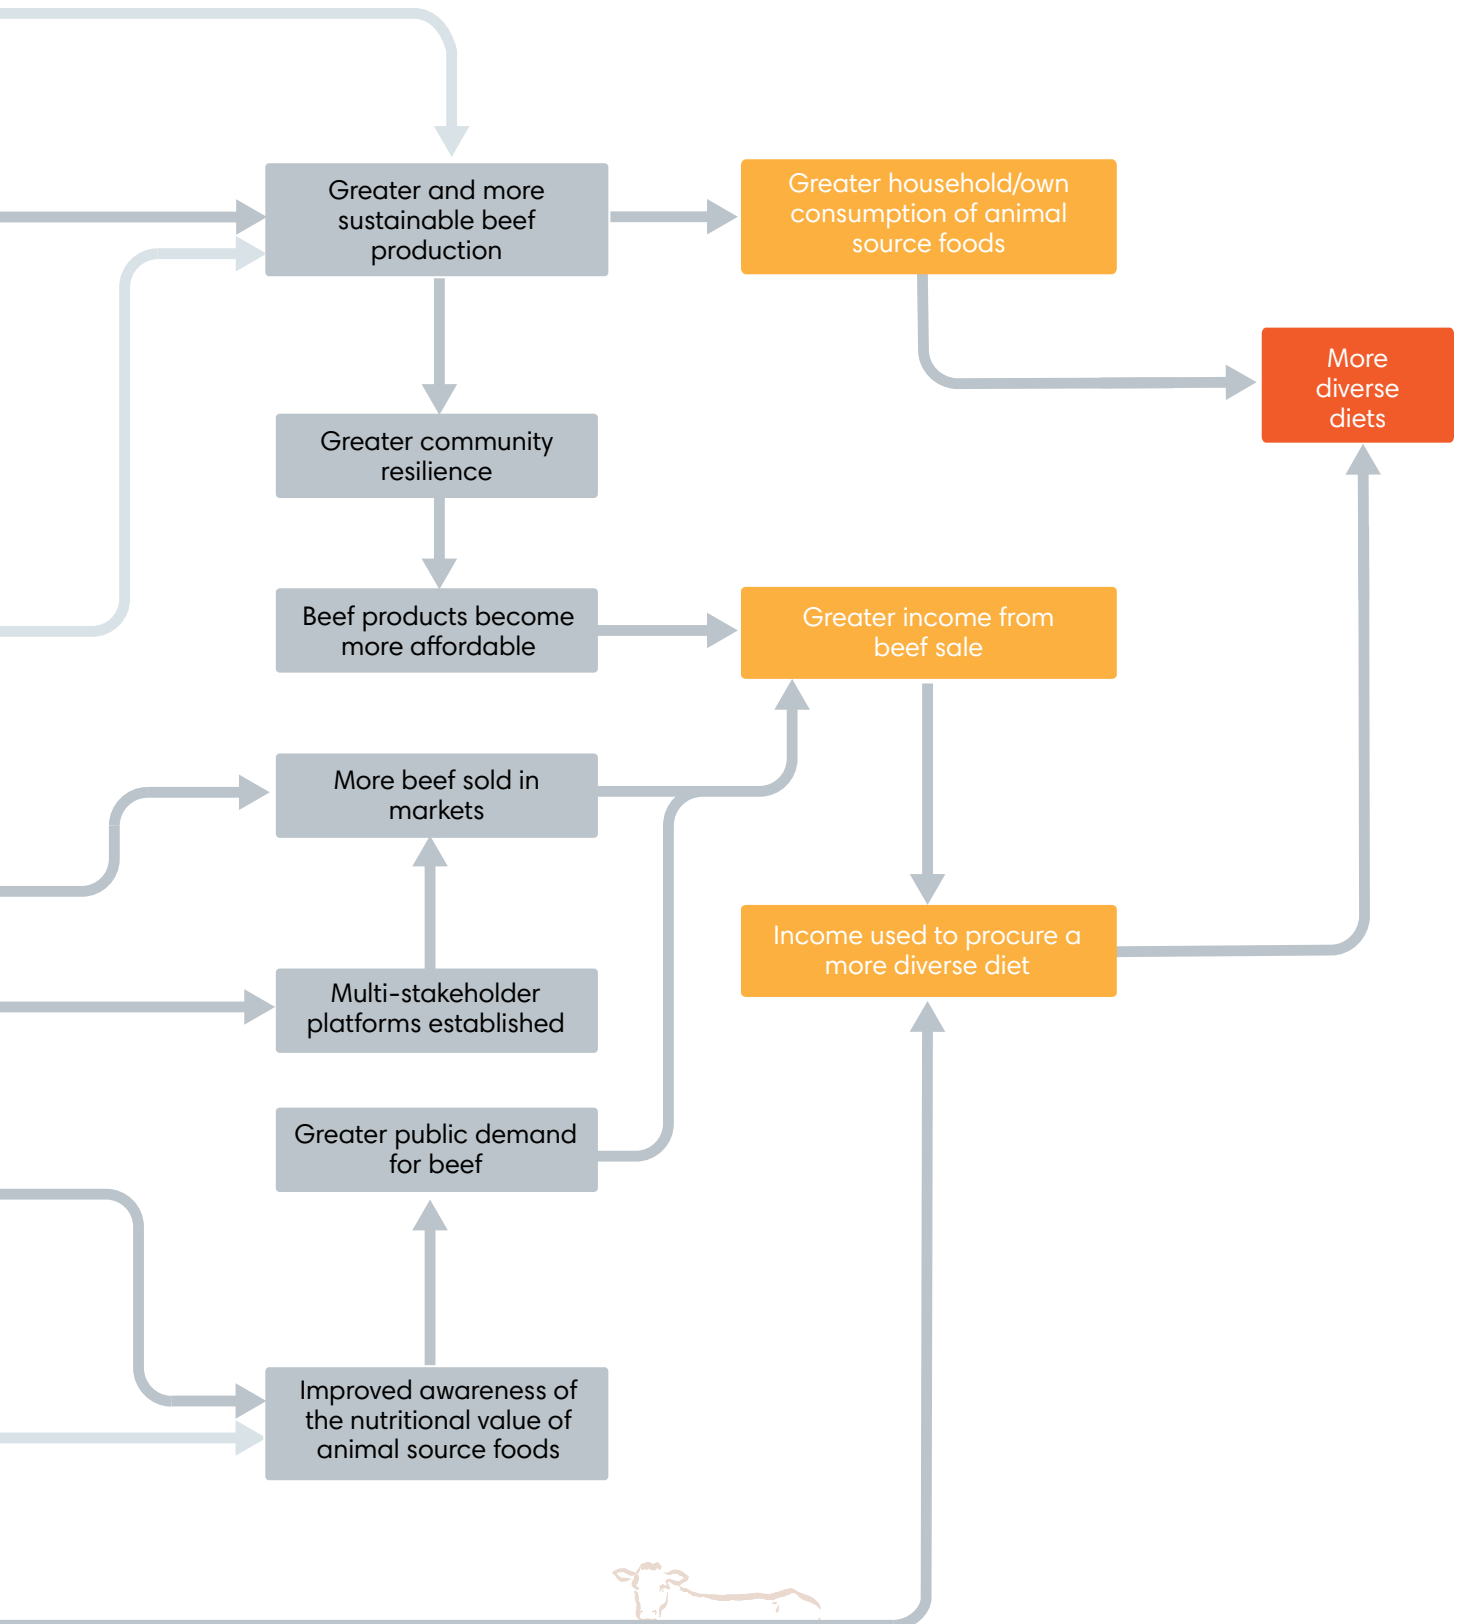 Greater and more
sustainable beef
production
Greater household/own
consumption of animal
source foods
More
diverse
diets
Greater community
resilience
Beef products become
more affordable
Greater income from
beef sale
More beef sold in
markets
Income used to procure a
more diverse diet
Multi-stakeholder
platforms established
Greater public demand
for beef
Improved awareness of
the nutritional value of
animal source foods